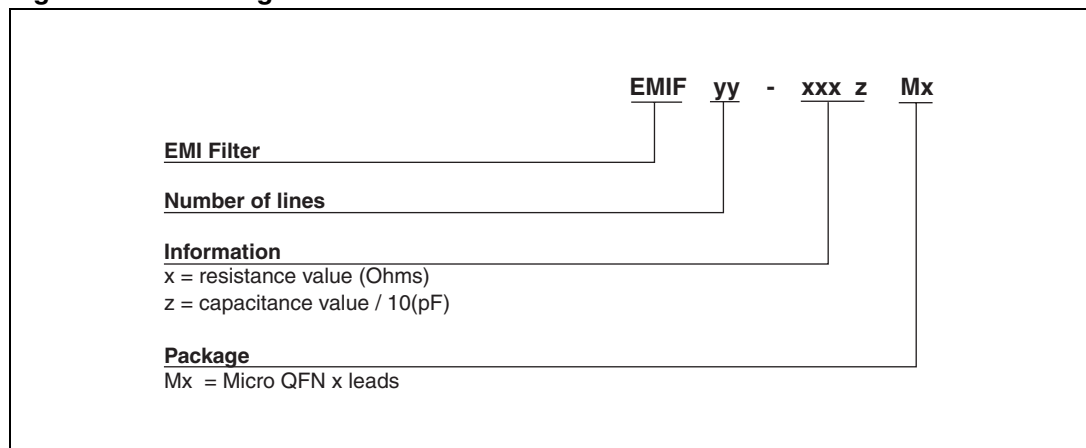 EMIF yy - xxx z Mx
EMI Filter
Number of lines
Information
x = resistance value (Ohms)
z = capacitance value / 10(pF)
Package
Mx = Micro QFN x leads